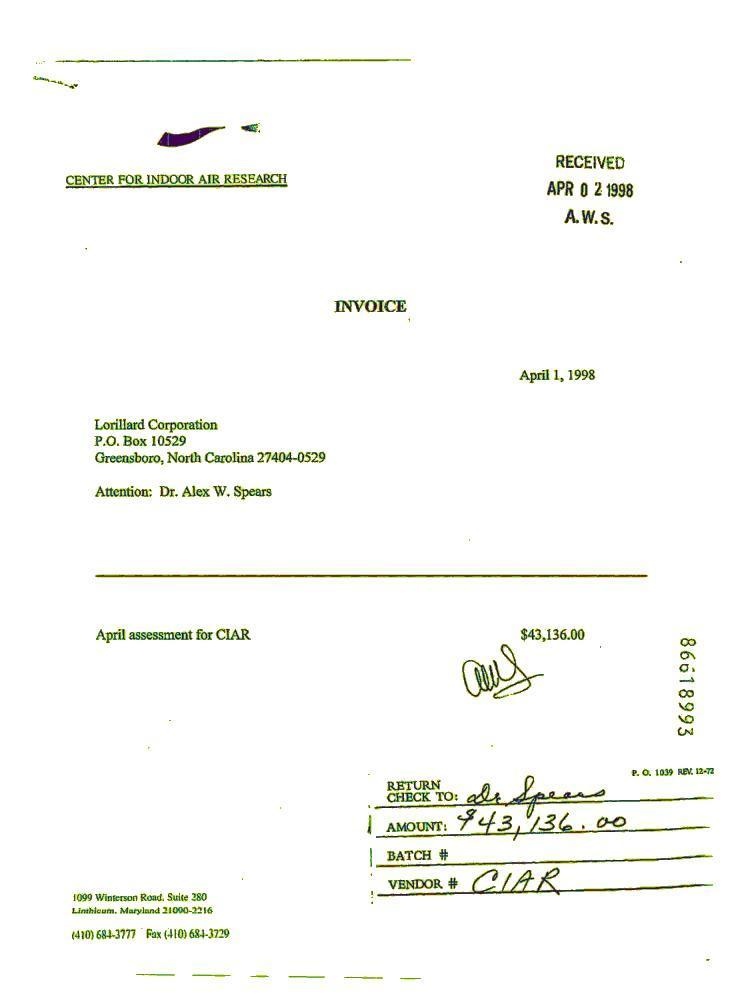 CENTER FOR INDOOR AIR RESEARCH
RECEIVED
APR 0 2 1998
A.W.S.
INVOICE
April 1, 1998
Lorillard Corporation
P.O. Box 10529
Greensboro, North Carolina 27404-0529
Attention: Dr. Alex W. Spears
April assessment for CIAR $43,136.00
86618993
P. O. 1039 REV. 12-72
RETURN
CHECK TO: Dr Spears
AMOUNT: $43,136.00
BATCH #
VENDOR # CIAR
1099 Winterson Road, Suite 280
Linthicum, Maryland 21090-2216
(410) 684-3777 Fax (410) 684-3729